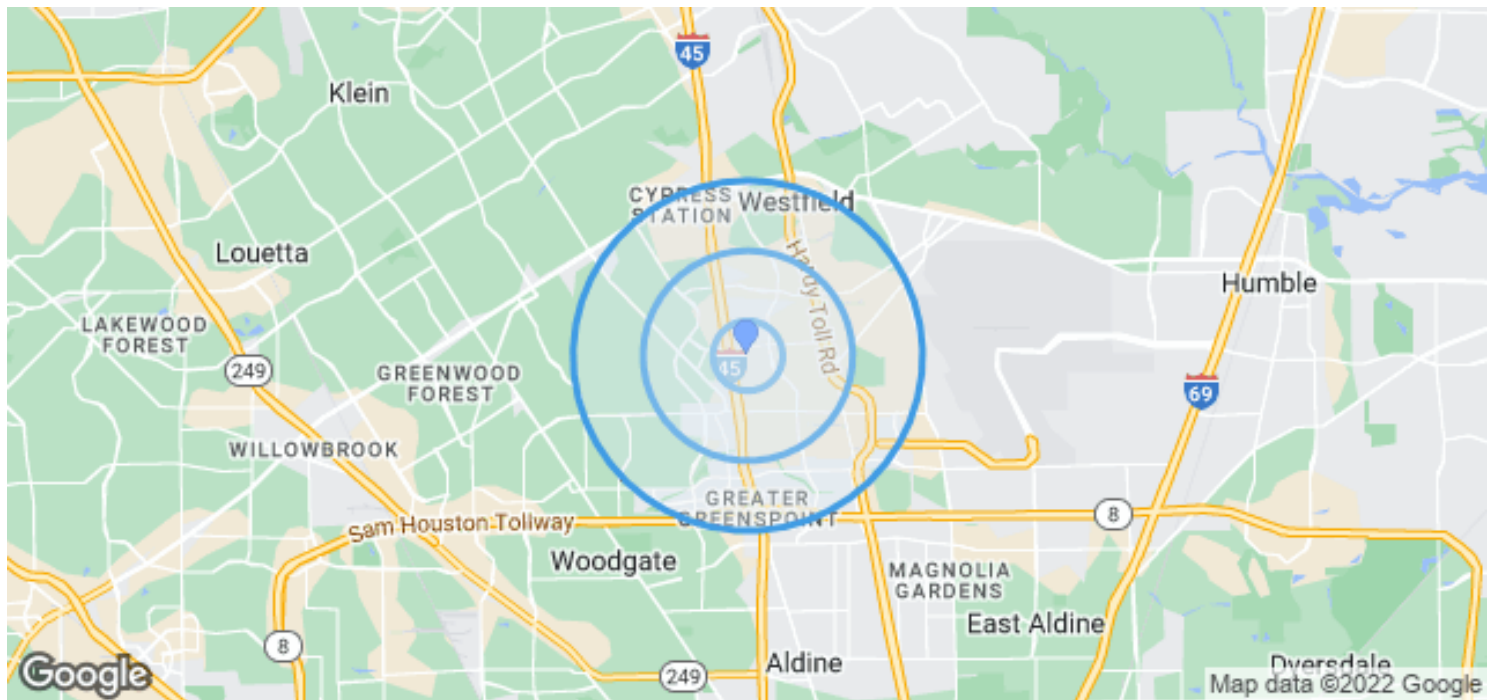 45
Klein
CYPRESS
STATION
Westfield
Louetta
Hardy Toll Rd
Humble
LAKEWOOD
FOREST
249
GREENWOOD
FOREST
45
69
WILLOWBROOK
GREATER
GREENSPOINT
8
Sam Houston Tollway
Woodgate
MAGNOLIA
GARDENS
East Aldine
8
Aldine
249
Dyersdale
Google
Map data ©2022 Google